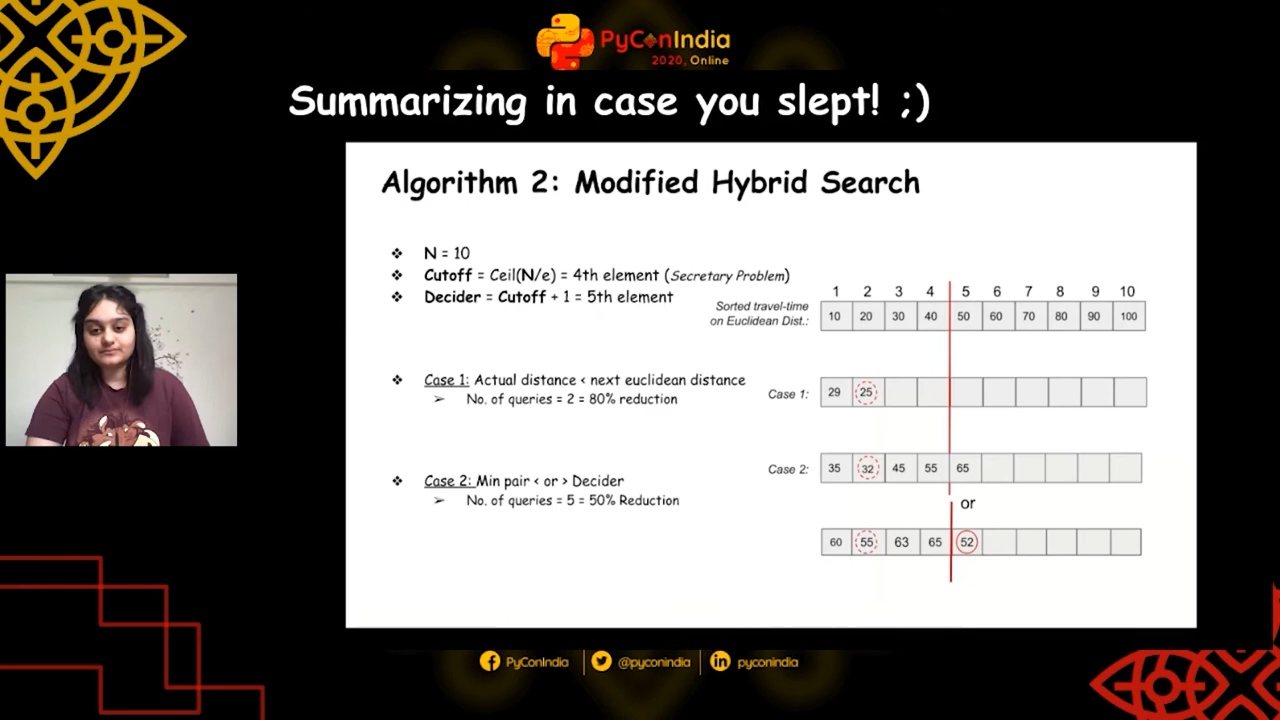 PyConIndia
2020, Online
Summarizing in case you slept! ;)
Algorithm 2: Modified Hybrid Search
❖ N = 10
❖ Cutoff = Ceil(N/e) = 4th element (Secretary Problem)
❖ Decider = Cutoff + 1 = 5th element
1 2 3 4 5 6 7 8 9 10
Sorted travel-time
on Euclidean Dist.:
10 20 30 40 50 60 70 80 90 100
❖ Case 1: Actual distance < next euclidean distance
➢ No. of queries = 2 = 80% reduction
Case 1:
29 25
❖ Case 2: Min pair < or > Decider
➢ No. of queries = 5 = 50% Reduction
Case 2:
35 32 45 55 65
or
60 55 63 65 52
PyConIndia
@pyconindia
pyconindia